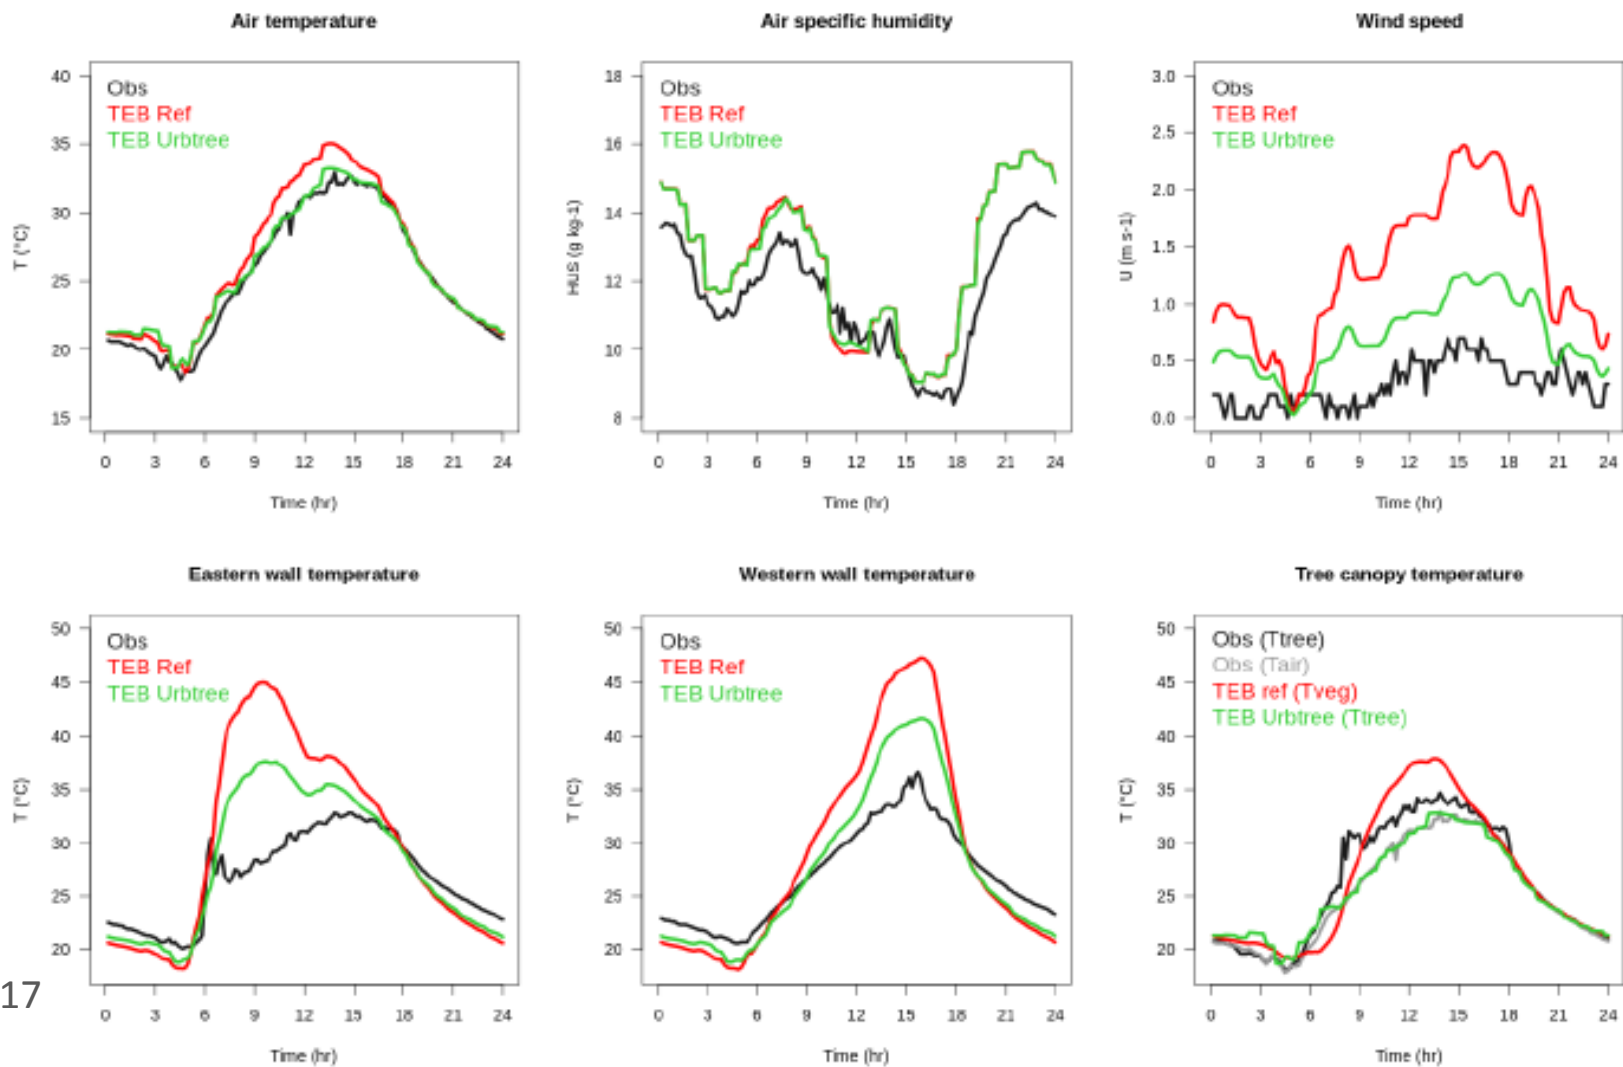 Air temperature
40
35
30
25
20
15
T (°C)
Obs
TEB Ref
TEB Urbtree
0 3 6 9 12 15 18 21 24
Time (hr)
Air specific humidity
18
16
14
12
10
8
HUS (g kg-1)
Obs
TEB Ref
TEB Urbtree
0 3 6 9 12 15 18 21 24
Time (hr)
Wind speed
3.0
2.5
2.0
1.5
1.0
0.5
0.0
U (m s-1)
Obs
TEB Ref
TEB Urbtree
0 3 6 9 12 15 18 21 24
Time (hr)
Eastern wall temperature
50
45
40
35
30
25
20
T (°C)
Obs
TEB Ref
TEB Urbtree
0 3 6 9 12 15 18 21 24
Time (hr)
Western wall temperature
50
45
40
35
30
25
20
T (°C)
Obs
TEB Ref
TEB Urbtree
0 3 6 9 12 15 18 21 24
Time (hr)
Tree canopy temperature
50
45
40
35
30
25
20
T (°C)
Obs (Ttree)
Obs (Tair)
TEB ref (Tveg)
TEB Urbtree (Ttree)
0 3 6 9 12 15 18 21 24
Time (hr)
17